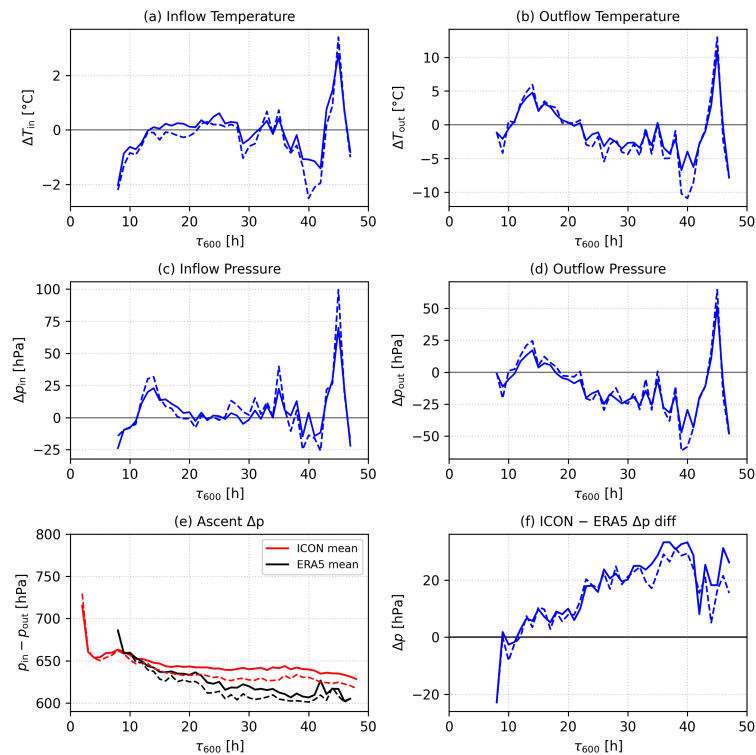 (a) Inflow Temperature
ΔT_in [°C]
2
0
−2
0 10 20 30 40 50
τ_600 [h]
(b) Outflow Temperature
ΔT_out [°C]
10
5
0
−5
−10
0 10 20 30 40 50
τ_600 [h]
(c) Inflow Pressure
Δp_in [hPa]
100
75
50
25
0
−25
0 10 20 30 40 50
τ_600 [h]
(d) Outflow Pressure
Δp_out [hPa]
50
25
0
−25
−50
0 10 20 30 40 50
τ_600 [h]
(e) Ascent Δp
p_in − p_out [hPa]
800
750
700
650
600
ICON mean
ERA5 mean
0 10 20 30 40 50
τ_600 [h]
(f) ICON − ERA5 Δp diff
Δp [hPa]
20
0
−20
0 10 20 30 40 50
τ_600 [h]